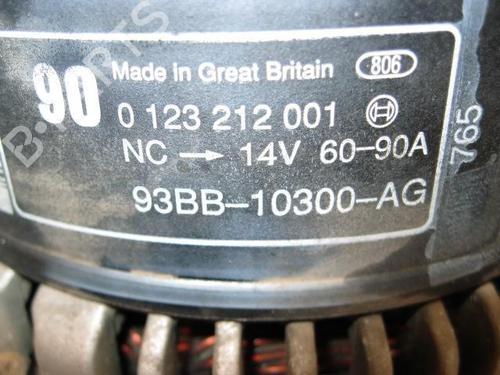 90 Made in Great Britain 806
0 123 212 001
NC → 14V 60-90A
93BB-10300-AG
765
B-PARTS